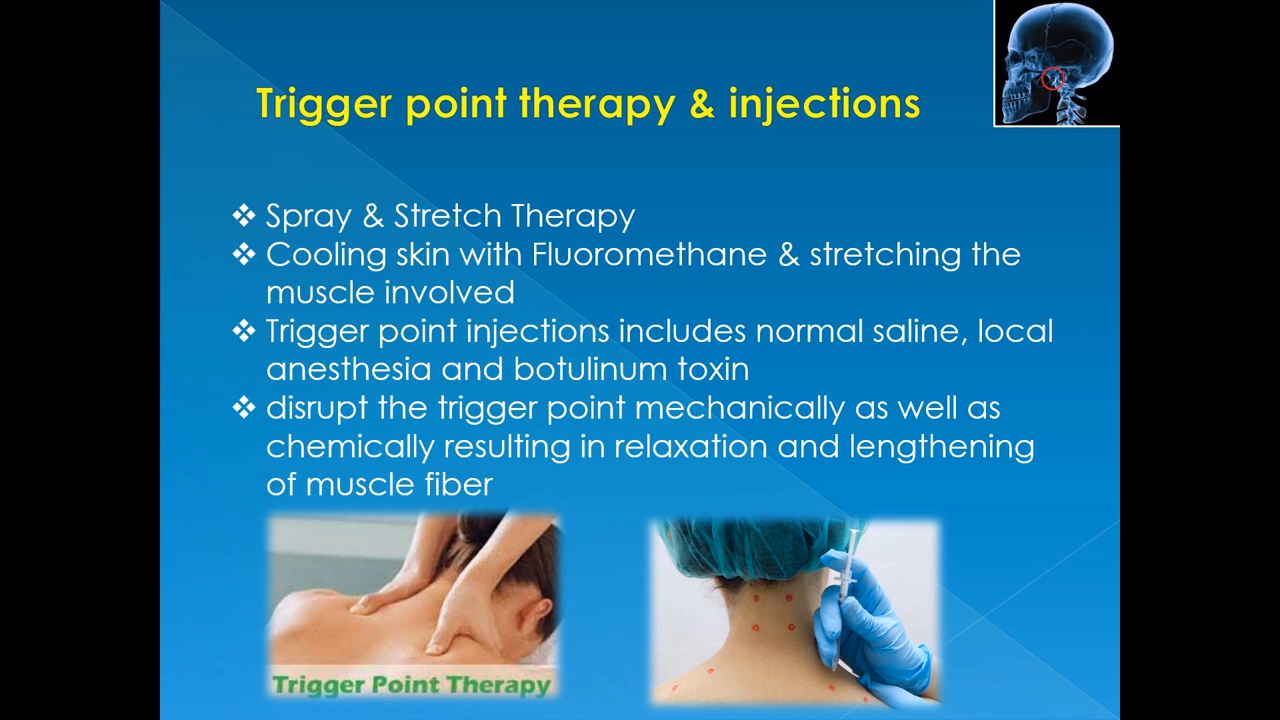 Trigger point therapy & injections
❖ Spray & Stretch Therapy
❖ Cooling skin with Fluoromethane & stretching the
muscle involved
❖ Trigger point injections includes normal saline, local
anesthesia and botulinum toxin
❖ disrupt the trigger point mechanically as well as
chemically resulting in relaxation and lengthening
of muscle fiber
Trigger Point Therapy